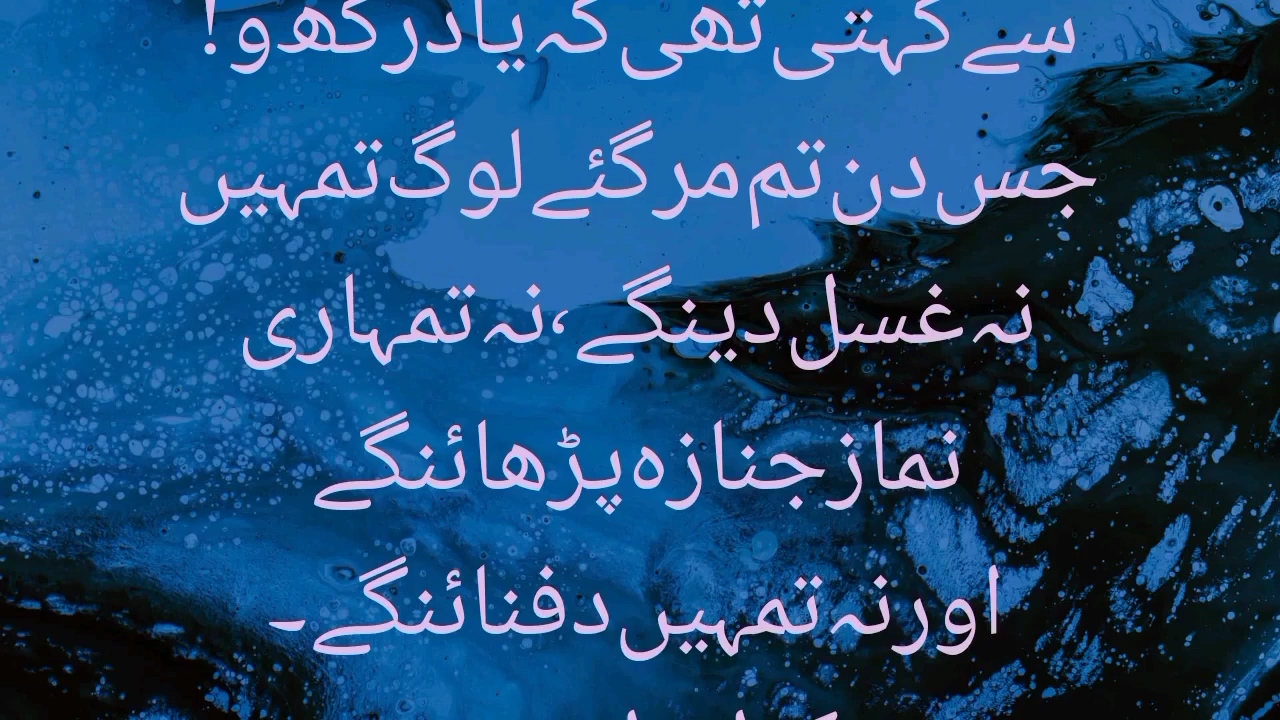 سے کہتی تھی کہ یاد رکھو !
جس دن تم مر گئے لوگ تمہیں
نہ غسل دینگے ،نہ تمہاری
نماز جنازہ پڑھائنگے
اور نہ تمہیں دفنائنگے ۔